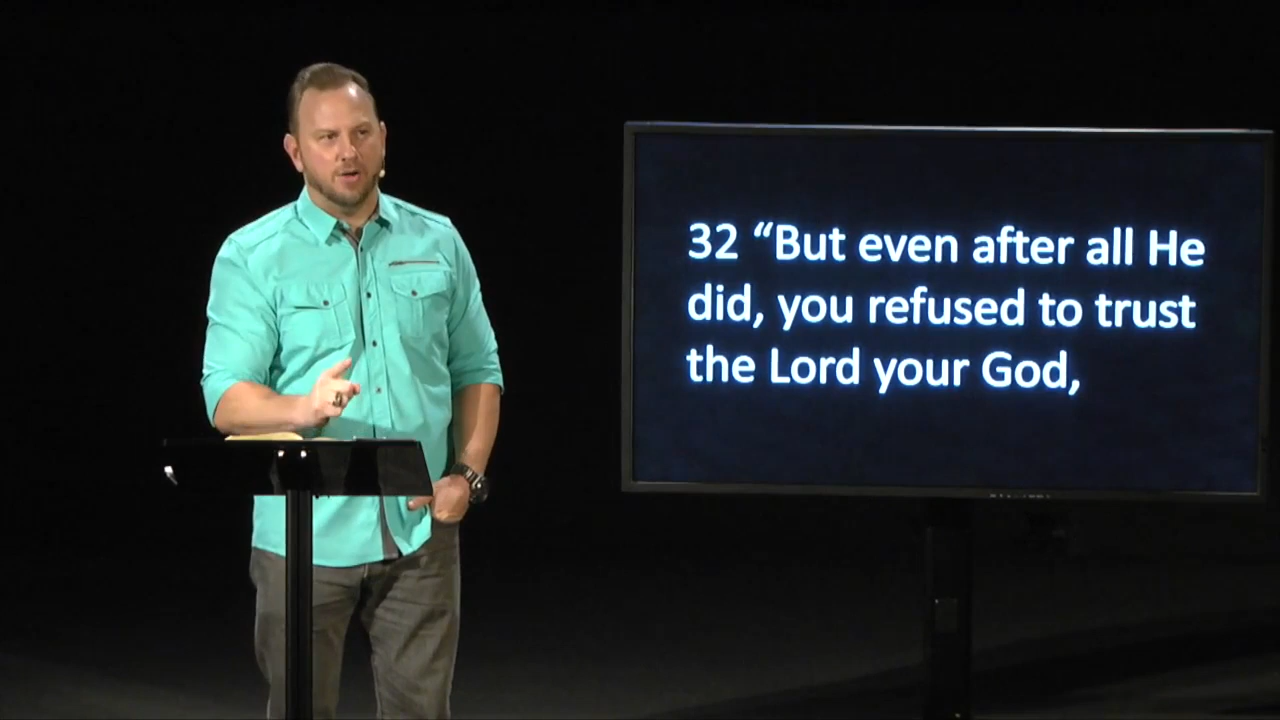 32 “But even after all He
did, you refused to trust
the Lord your God,